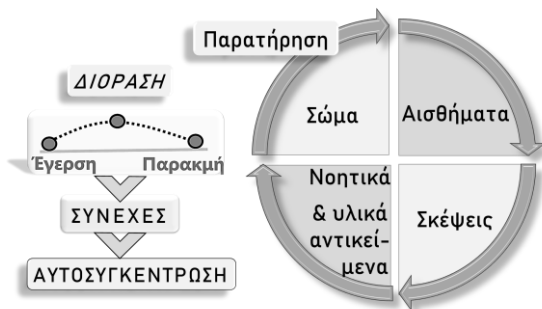 Παρατήρηση
ΔΙΟΡΑΣΗ
Έγερση Παρακμή
ΣΥΝΕΧΕΣ
ΑΥΤΟΣΥΓΚΕΝΤΡΩΣΗ
Σώμα
Αισθήματα
Νοητικά
& υλικά
αντικεί-
μενα
Σκέψεις